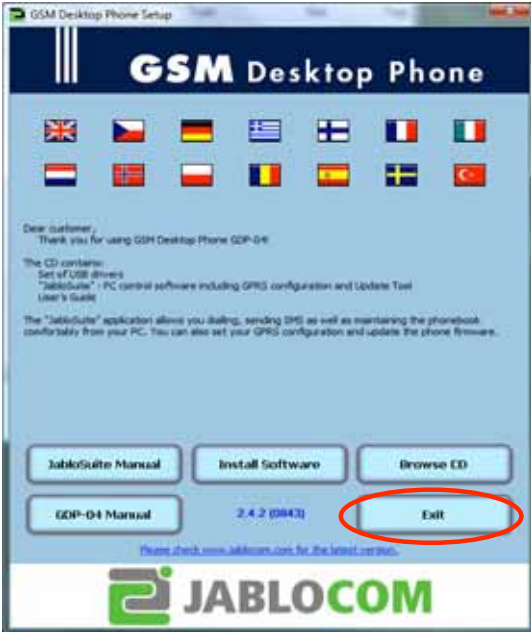 GSM Desktop Phone Setup
GSM Desktop Phone
Dear customer,
Thank you for using GSM Desktop Phone GDP-04!
The CD contains:
Set of USB drivers
"JabloSuite" - PC control software including GPRS configuration and Update Tool
User's Guide
The "JabloSuite" application allows you dialling, sending SMS as well as maintaining the phonebook
comfortably from your PC. You can also set your GPRS configuration and update the phone firmware.
JabloSuite Manual Install Software Browse CD
GDP-04 Manual 2.4.2 (0843) Exit
Please check www.jablocom.com for the latest version.
JABLOCOM